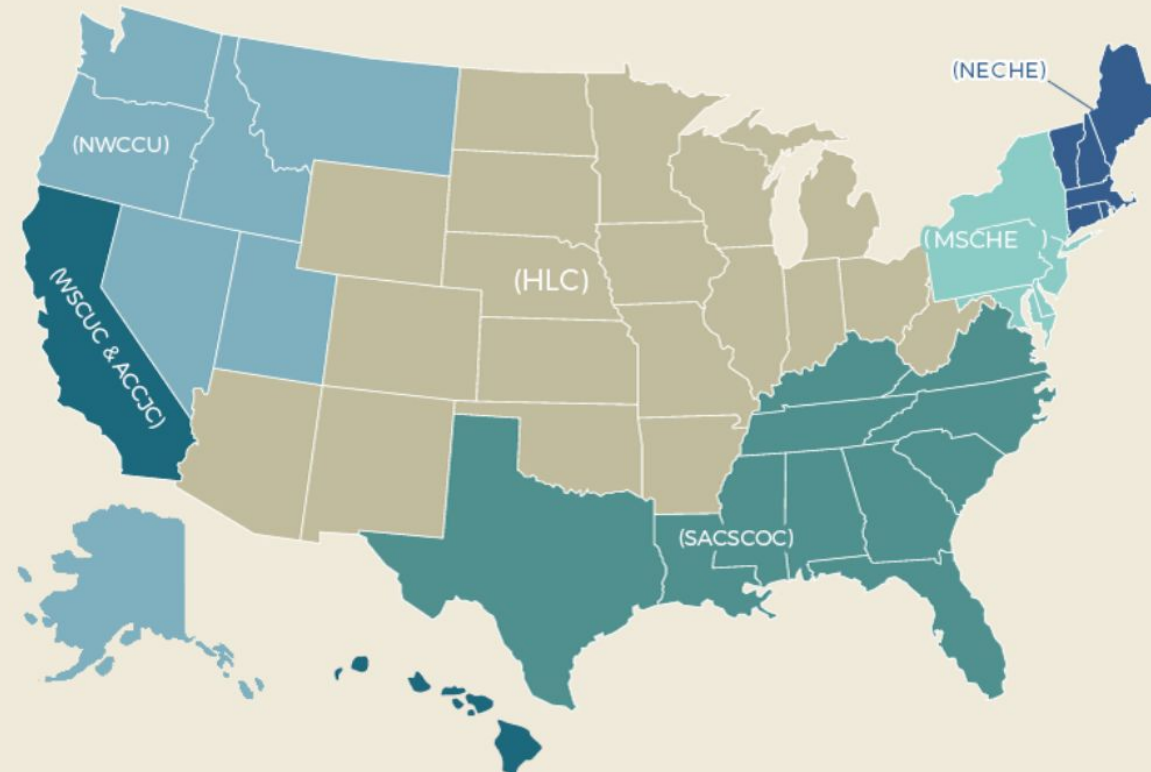 (NECHE)
(NWCCU)
(MSCHE )
(WSCUC & ACCJC)
(HLC)
(SACSCOC)